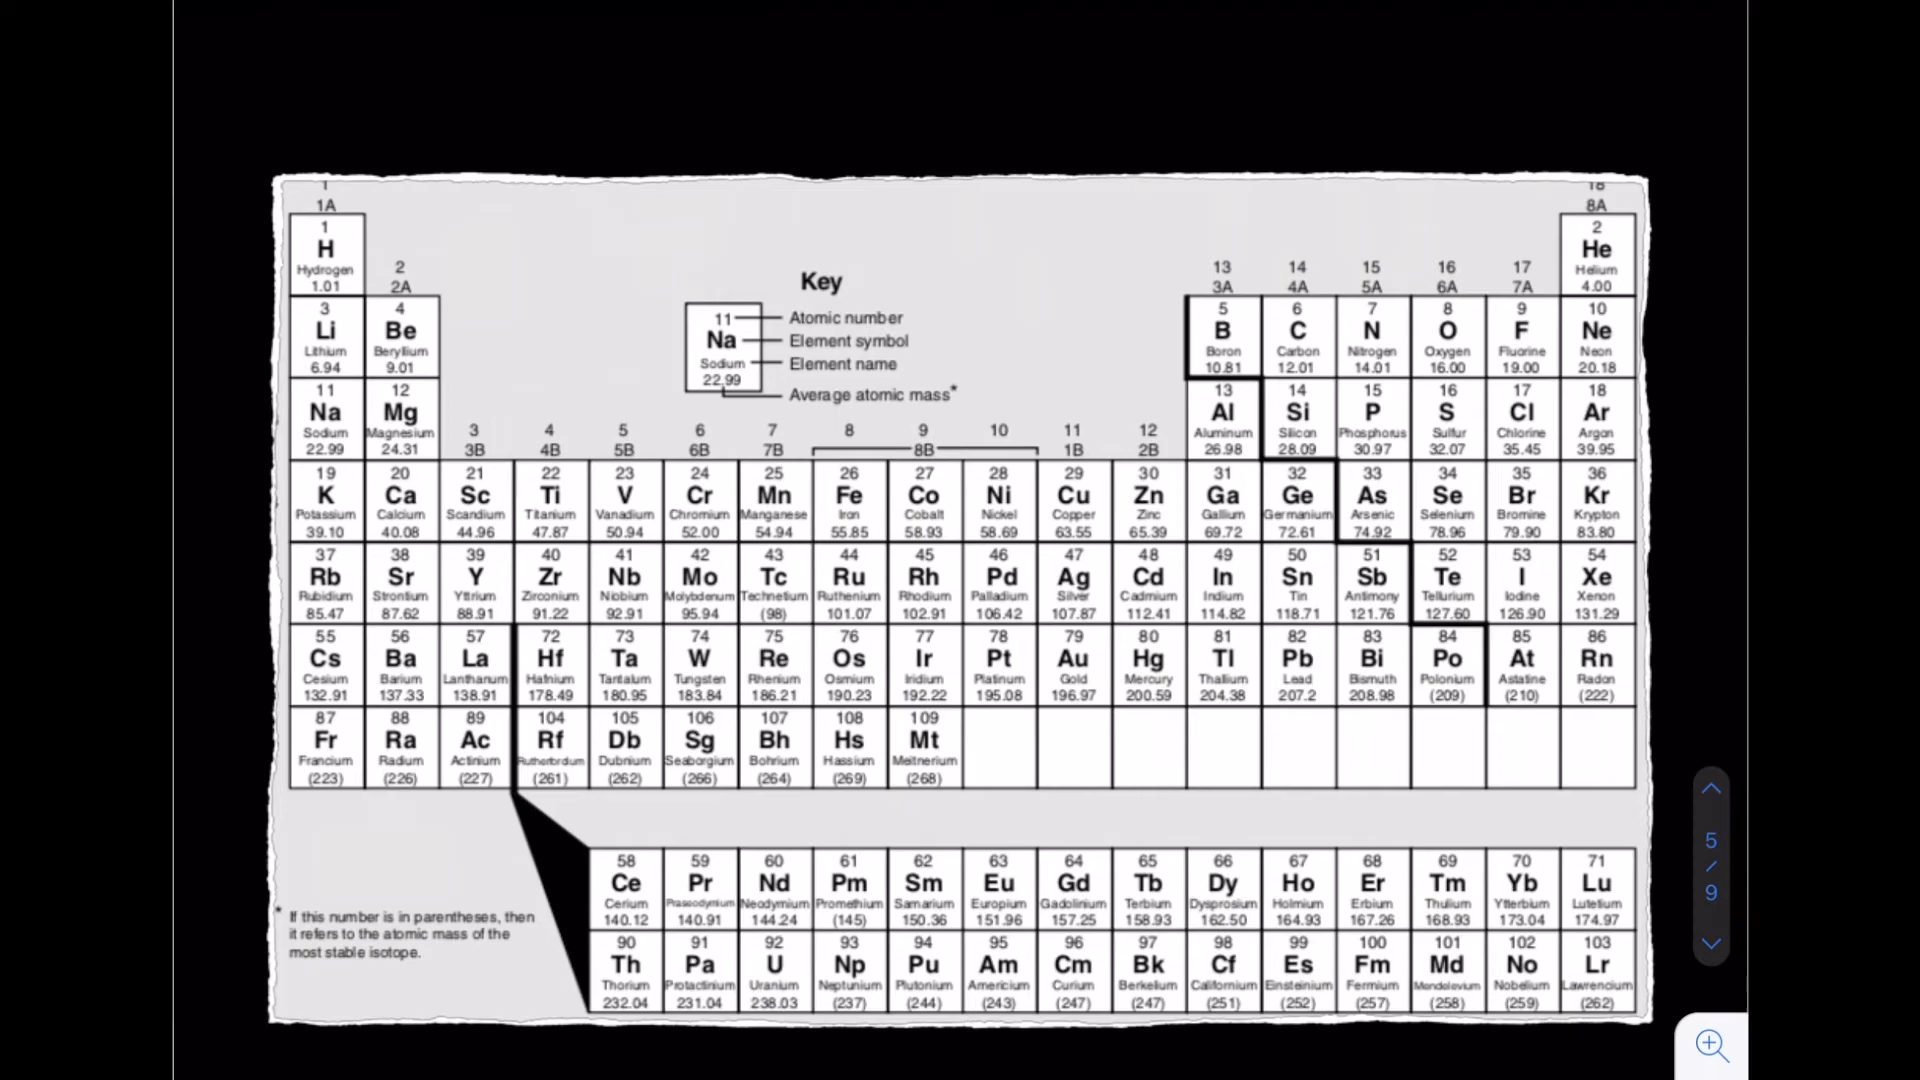 1 18
1A 8A
1 2
H He
Hydrogen 2 Key 13 14 15 16 17 Helium
1.01 2A 3A 4A 5A 6A 7A 4.00
3 4 11 Atomic number 5 6 7 8 9 10
Li Be Na Element symbol B C N O F Ne
Lithium Beryllium Sodium Element name Boron Carbon Nitrogen Oxygen Fluorine Neon
6.94 9.01 22.99 10.81 12.01 14.01 16.00 19.00 20.18
Average atomic mass*
11 12 13 14 15 16 17 18
Na Mg Al Si P S Cl Ar
Sodium Magnesium 3 4 5 6 7 8 9 10 11 12 Aluminum Silicon Phosphorus Sulfur Chlorine Argon
22.99 24.31 3B 4B 5B 6B 7B 8B 1B 2B 26.98 28.09 30.97 32.07 35.45 39.95
19 20 21 22 23 24 25 26 27 28 29 30 31 32 33 34 35 36
K Ca Sc Ti V Cr Mn Fe Co Ni Cu Zn Ga Ge As Se Br Kr
Potassium Calcium Scandium Titanium Vanadium Chromium Manganese Iron Cobalt Nickel Copper Zinc Gallium Germanium Arsenic Selenium Bromine Krypton
39.10 40.08 44.96 47.87 50.94 52.00 54.94 55.85 58.93 58.69 63.55 65.39 69.72 72.61 74.92 78.96 79.90 83.80
37 38 39 40 41 42 43 44 45 46 47 48 49 50 51 52 53 54
Rb Sr Y Zr Nb Mo Tc Ru Rh Pd Ag Cd In Sn Sb Te I Xe
Rubidium Strontium Yttrium Zirconium Niobium Molybdenum Technetium Ruthenium Rhodium Palladium Silver Cadmium Indium Tin Antimony Tellurium Iodine Xenon
85.47 87.62 88.91 91.22 92.91 95.94 (98) 101.07 102.91 106.42 107.87 112.41 114.82 118.71 121.76 127.60 126.90 131.29
55 56 57 72 73 74 75 76 77 78 79 80 81 82 83 84 85 86
Cs Ba La Hf Ta W Re Os Ir Pt Au Hg Tl Pb Bi Po At Rn
Cesium Barium Lanthanum Hafnium Tantalum Tungsten Rhenium Osmium Iridium Platinum Gold Mercury Thallium Lead Bismuth Polonium Astatine Radon
132.91 137.33 138.91 178.49 180.95 183.84 186.21 190.23 192.22 195.08 196.97 200.59 204.38 207.2 208.98 (209) (210) (222)
87 88 89 104 105 106 107 108 109
Fr Ra Ac Rf Db Sg Bh Hs Mt
Francium Radium Actinium Rutherfordium Dubnium Seaborgium Bohrium Hassium Meitnerium
(223) (226) (227) (261) (262) (266) (264) (269) (268)
58 59 60 61 62 63 64 65 66 67 68 69 70 71
Ce Pr Nd Pm Sm Eu Gd Tb Dy Ho Er Tm Yb Lu
Cerium Praseodymium Neodymium Promethium Samarium Europium Gadolinium Terbium Dysprosium Holmium Erbium Thulium Ytterbium Lutetium
140.12 140.91 144.24 (145) 150.36 151.96 157.25 158.93 162.50 164.93 167.26 168.93 173.04 174.97
90 91 92 93 94 95 96 97 98 99 100 101 102 103
Th Pa U Np Pu Am Cm Bk Cf Es Fm Md No Lr
Thorium Protactinium Uranium Neptunium Plutonium Americium Curium Berkelium Californium Einsteinium Fermium Mendelevium Nobelium Lawrencium
232.04 231.04 238.03 (237) (244) (243) (247) (247) (251) (252) (257) (258) (259) (262)
* If this number is in parentheses, then
it refers to the atomic mass of the
most stable isotope.
5
/
9